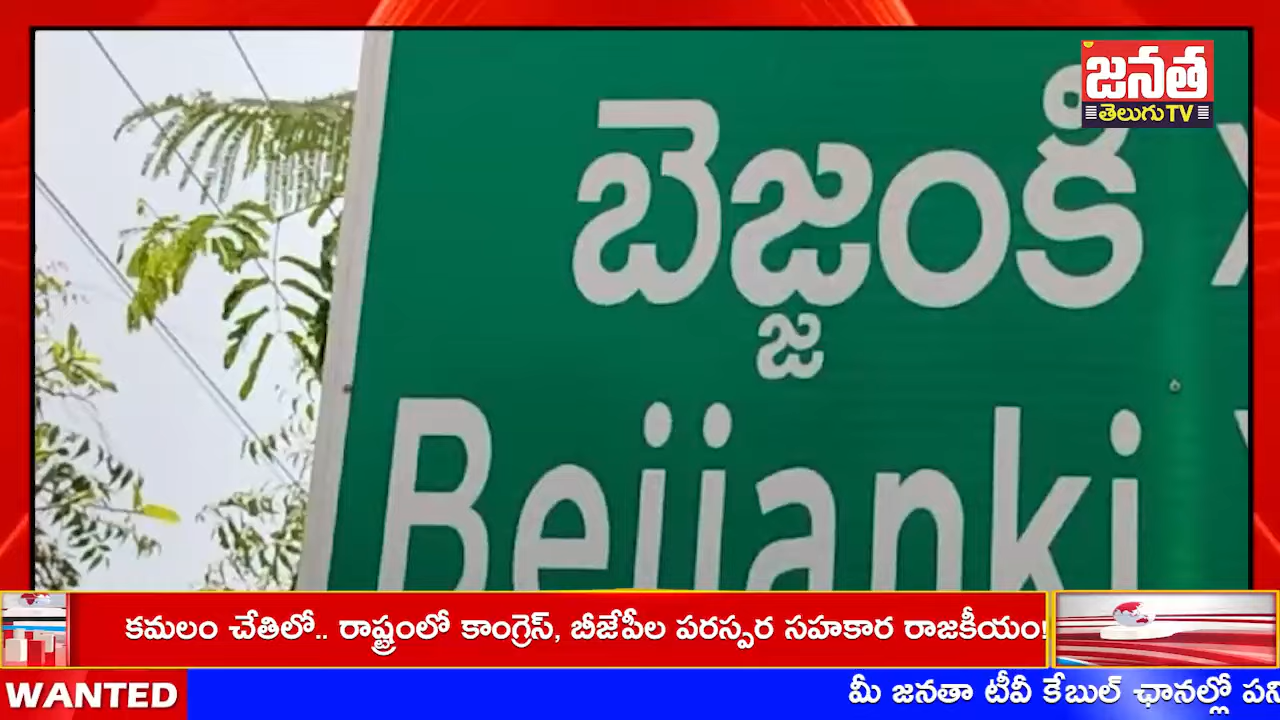 జనత
తెలుగు TV
బెజ్జంకి X
Bejjanki
కమలం చేతిలో.. రాష్ట్రంలో కాంగ్రెస్, బీజేపీల పరస్పర సహకార రాజకీయం!
WANTED
మీ జనతా టీవీ కేబుల్ ఛానల్లో